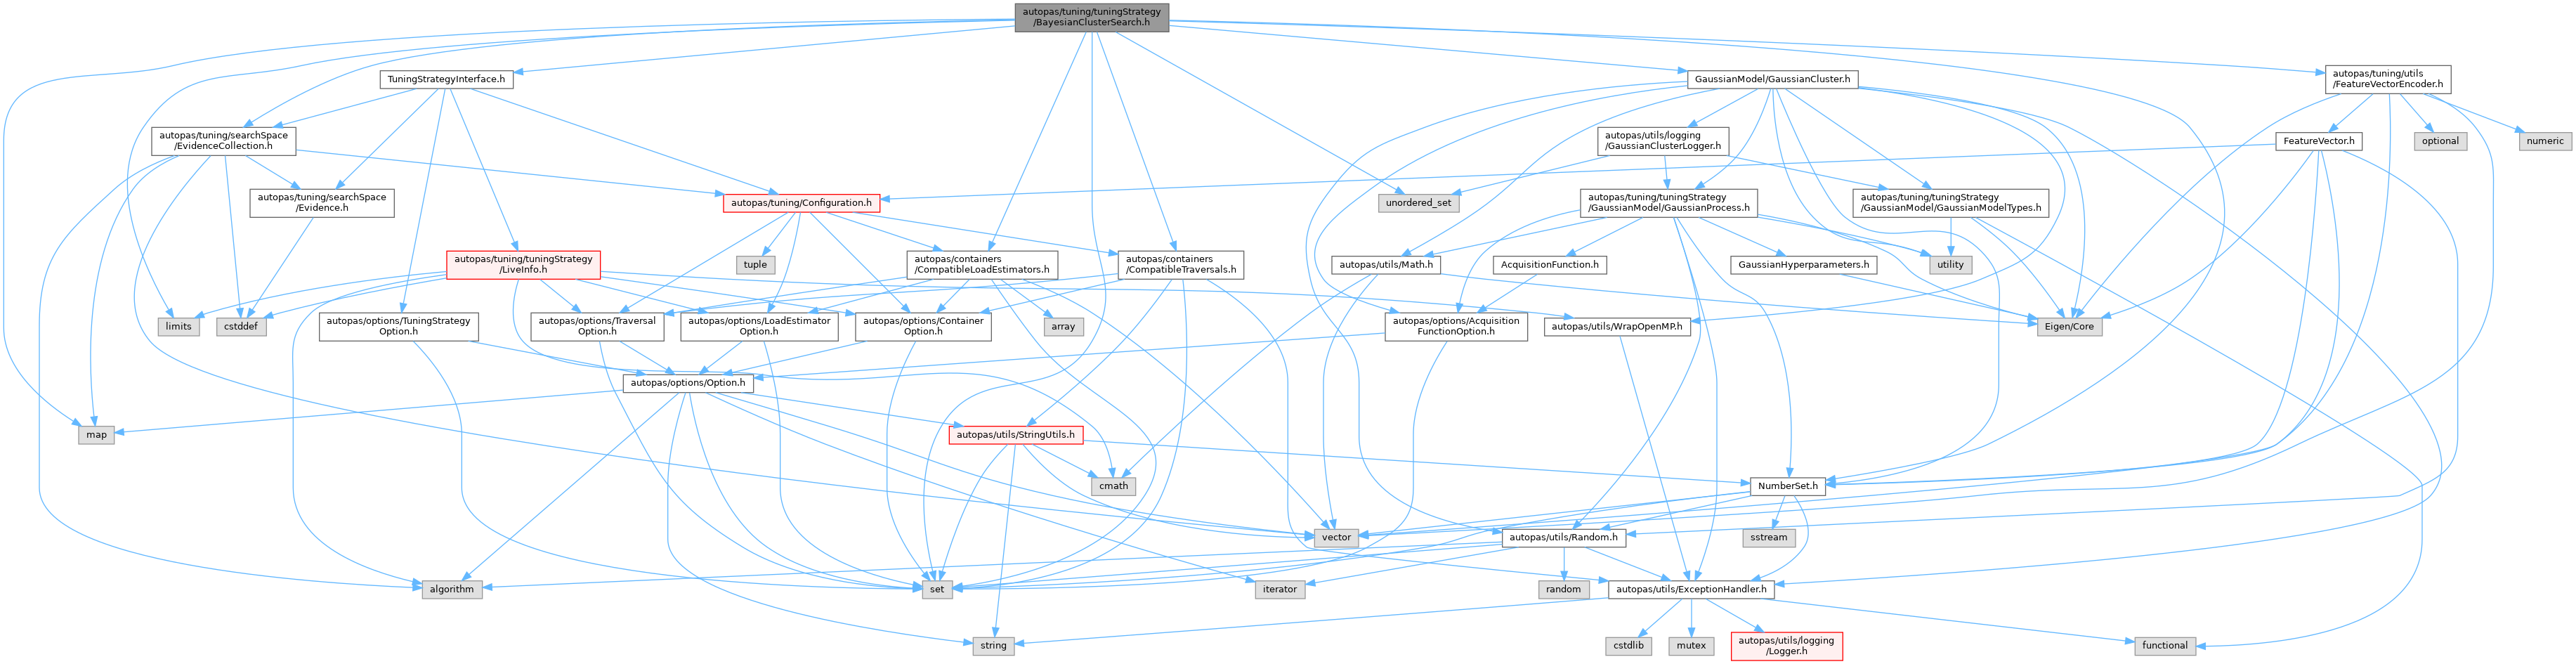 autopas/tuning/tuningStrategy
/BayesianClusterSearch.h
TuningStrategyInterface.h
GaussianModel/GaussianCluster.h
autopas/tuning/utils
/FeatureVectorEncoder.h
autopas/tuning/searchSpace
/EvidenceCollection.h
autopas/utils/logging
/GaussianClusterLogger.h
FeatureVector.h
optional
numeric
autopas/tuning/searchSpace
/Evidence.h
autopas/tuning/Configuration.h
unordered_set
autopas/tuning/tuningStrategy
/GaussianModel/GaussianProcess.h
autopas/tuning/tuningStrategy
/GaussianModel/GaussianModelTypes.h
autopas/tuning/tuningStrategy
/LiveInfo.h
tuple
autopas/containers
/CompatibleLoadEstimators.h
autopas/containers
/CompatibleTraversals.h
autopas/utils/Math.h
AcquisitionFunction.h
GaussianHyperparameters.h
utility
limits
cstddef
autopas/options/TuningStrategy
Option.h
autopas/options/Traversal
Option.h
autopas/options/LoadEstimator
Option.h
autopas/options/Container
Option.h
array
autopas/options/Acquisition
FunctionOption.h
autopas/utils/WrapOpenMP.h
Eigen/Core
autopas/options/Option.h
map
autopas/utils/StringUtils.h
cmath
NumberSet.h
vector
autopas/utils/Random.h
sstream
algorithm
set
iterator
random
autopas/utils/ExceptionHandler.h
string
cstdlib
mutex
autopas/utils/logging
/Logger.h
functional